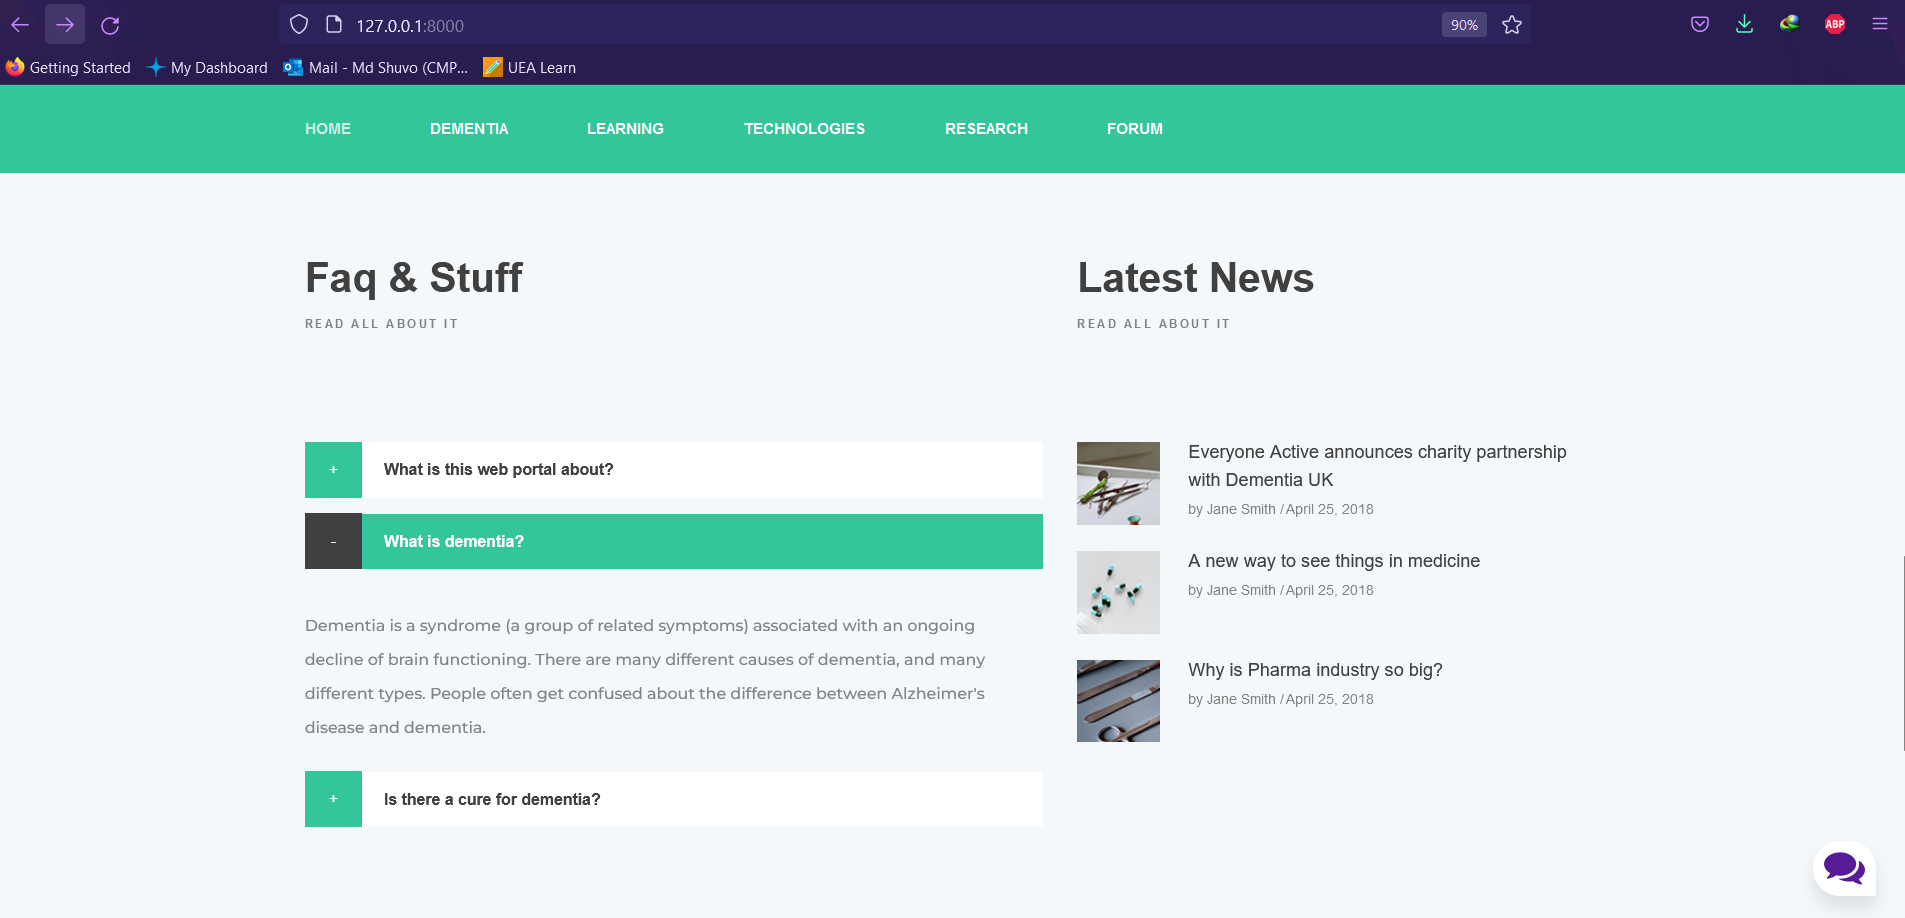 127.0.0.1:8000
90%
ABP
Getting Started
My Dashboard
Mail - Md Shuvo (CMP...
UEA Learn
HOME
DEMENTIA
LEARNING
TECHNOLOGIES
RESEARCH
FORUM
Faq & Stuff
READ ALL ABOUT IT
+
What is this web portal about?
-
What is dementia?
Dementia is a syndrome (a group of related symptoms) associated with an ongoing
decline of brain functioning. There are many different causes of dementia, and many
different types. People often get confused about the difference between Alzheimer's
disease and dementia.
+
Is there a cure for dementia?
Latest News
READ ALL ABOUT IT
Everyone Active announces charity partnership
with Dementia UK
by Jane Smith / April 25, 2018
A new way to see things in medicine
by Jane Smith / April 25, 2018
Why is Pharma industry so big?
by Jane Smith / April 25, 2018